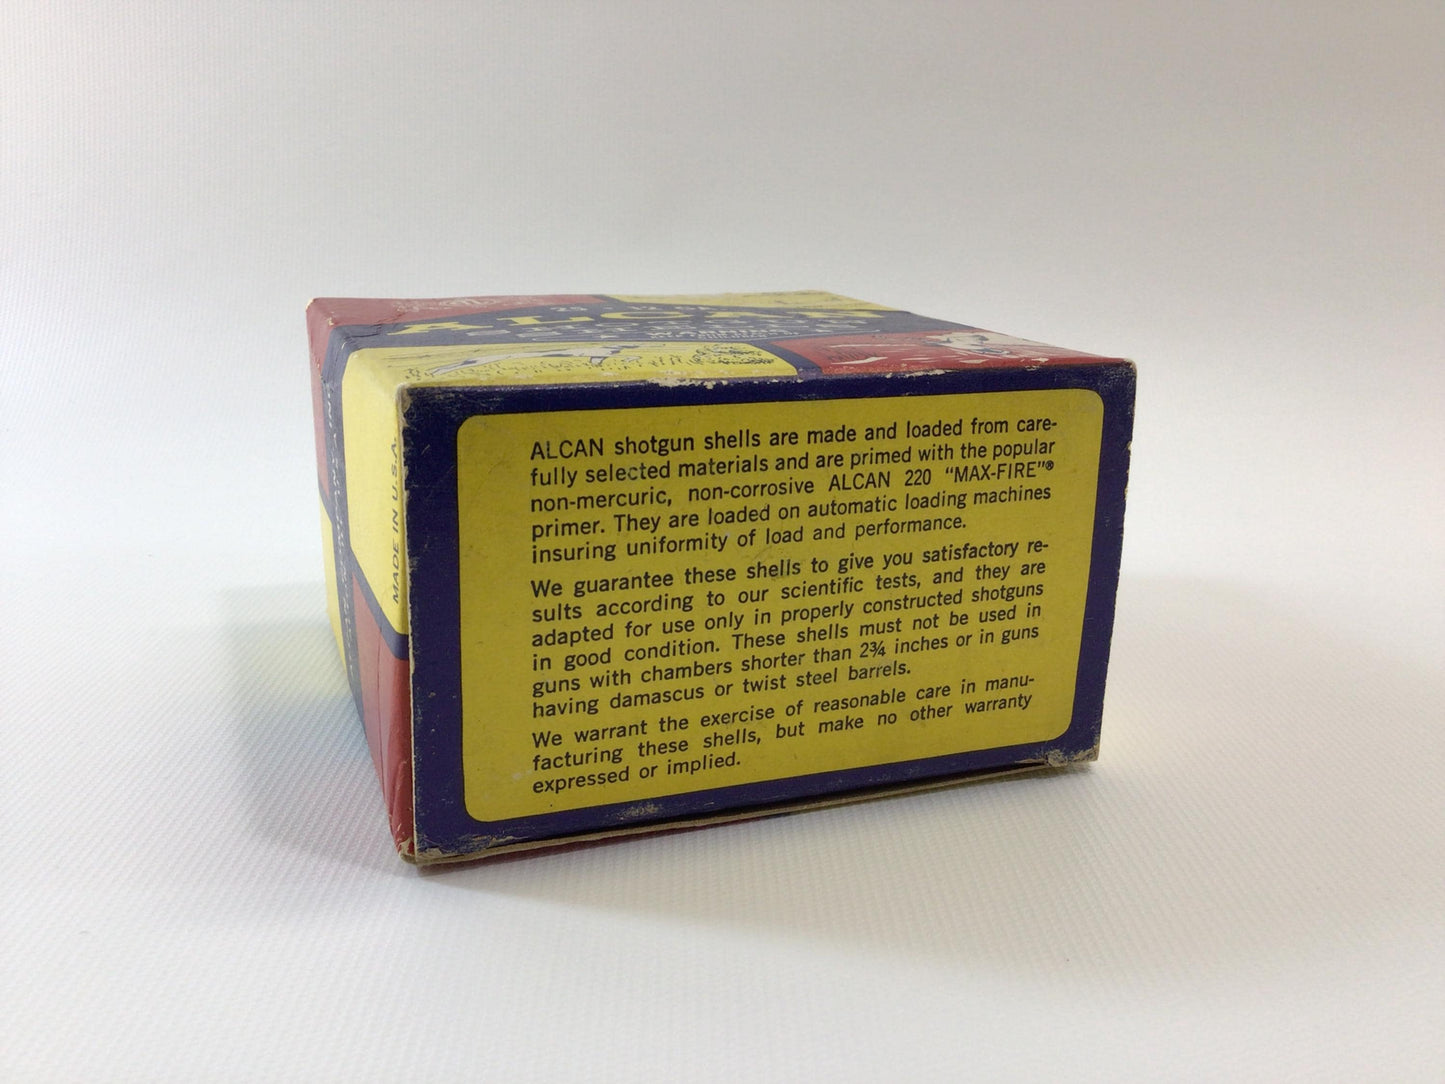 ALCAN
MADE IN U.S.A.
ALCAN shotgun shells are made and loaded from care-
fully selected materials and are primed with the popular
non-mercuric, non-corrosive ALCAN 220 “MAX-FIRE”®
primer. They are loaded on automatic loading machines
insuring uniformity of load and performance.
We guarantee these shells to give you satisfactory re-
sults according to our scientific tests, and they are
adapted for use only in properly constructed shotguns
in good condition. These shells must not be used in
guns with chambers shorter than 2¾ inches or in guns
having damascus or twist steel barrels.
We warrant the exercise of reasonable care in manu-
facturing these shells, but make no other warranty
expressed or implied.